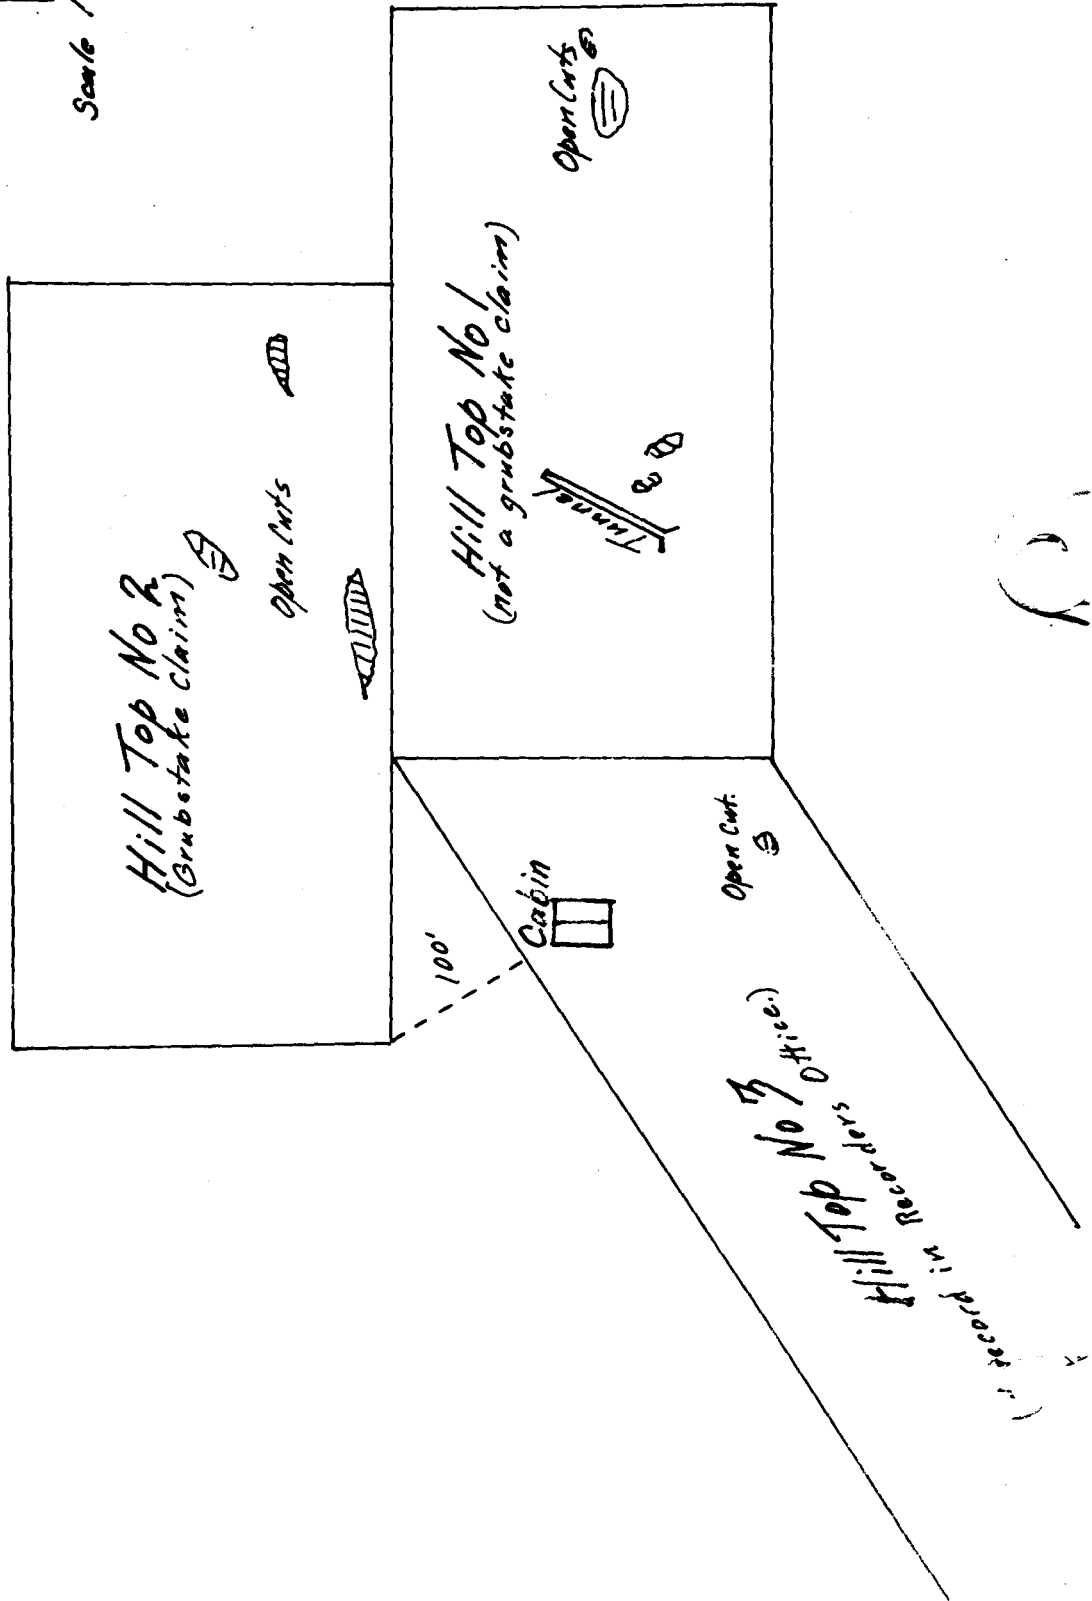 Scale
Hill Top No 2
(Grubstake Claim)
Open Cuts
Hill Top No 1
(not a grubstake claim)
Open Cuts
Tunnel
100'
Cabin
Open Cut.
Hill Top No 3
record in Recorders Office.)